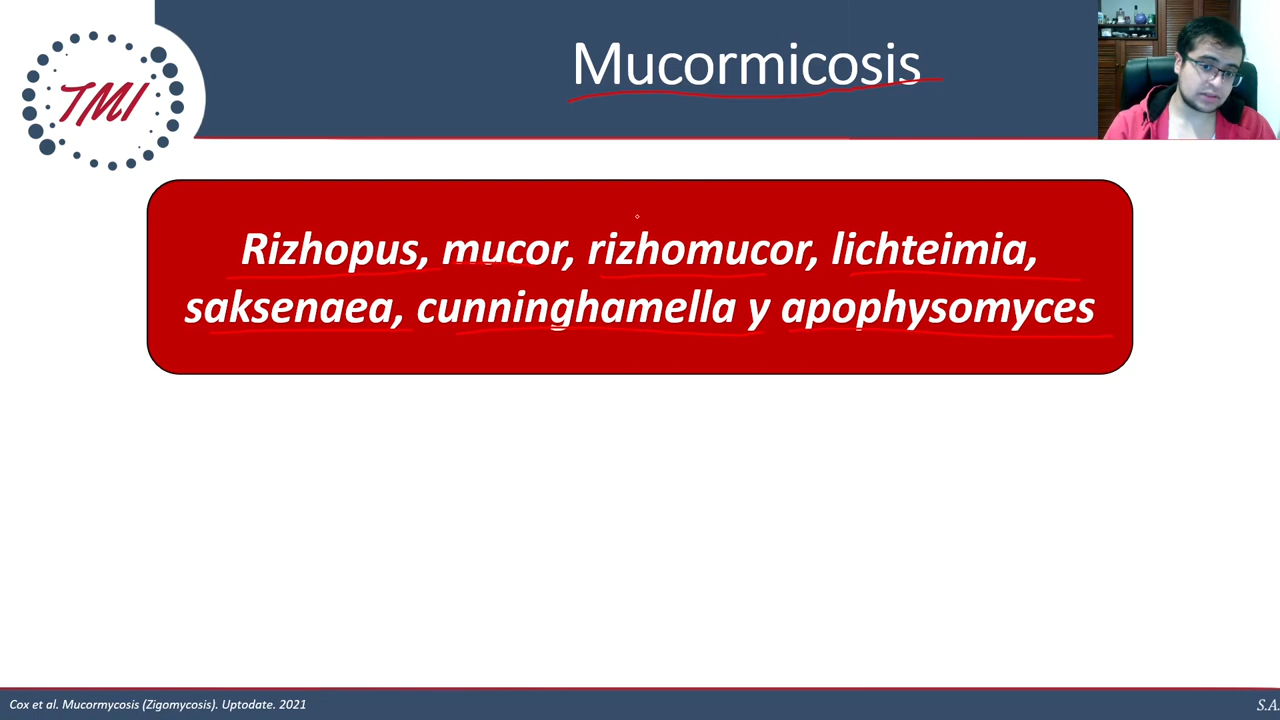 TMI
Mucormicosis
Rizhopus, mucor, rizhomucor, lichteimia,
saksenaea, cunninghamella y apophysomyces
Cox et al. Mucormycosis (Zigomycosis). Uptodate. 2021
S.A.